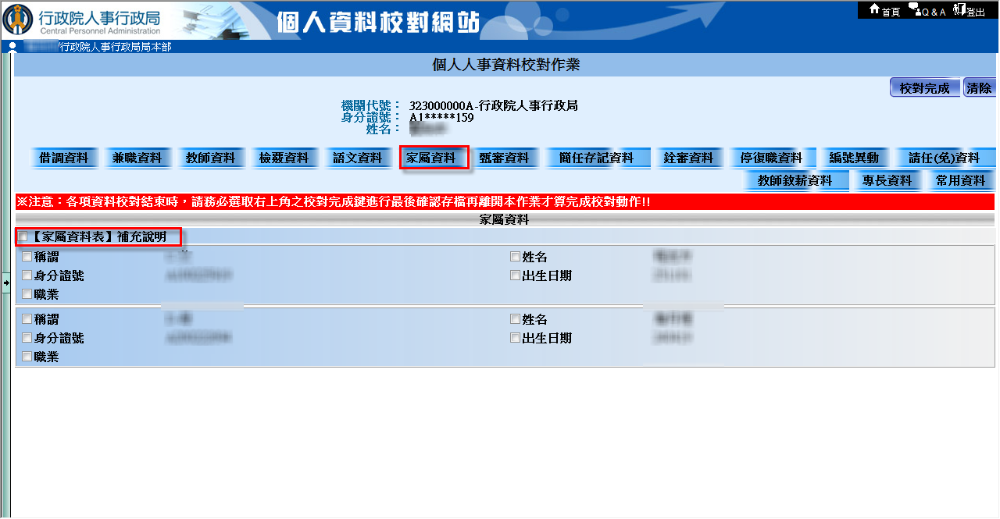 行政院人事行政局
Central Personnel Administration
個人資料校對網站
首頁 Q & A 登出
/行政院人事行政局局本部
個人人事資料校對作業
校對完成 清除
機關代號： 323000000A-行政院人事行政局
身分證號： A1*****159
姓名：
借調資料 兼職資料 教師資料 檢覈資料 語文資料 家屬資料 甄審資料 簡任存記資料 銓審資料 停復職資料 編號異動 請任(免)資料
教師敘薪資料 專長資料 常用資料
※注意：各項資料校對結束時，請務必選取右上角之校對完成鍵進行最後確認存檔再離開本作業才算完成校對動作!!
家屬資料
【家屬資料表】補充說明
稱謂 姓名
身分證號 出生日期
職業
稱謂 姓名
身分證號 出生日期
職業